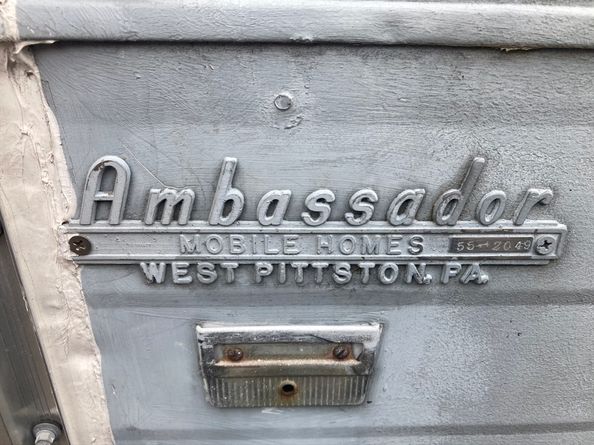 Ambassador
MOBILE HOMES 55-2049
WEST PITTSTON, PA.